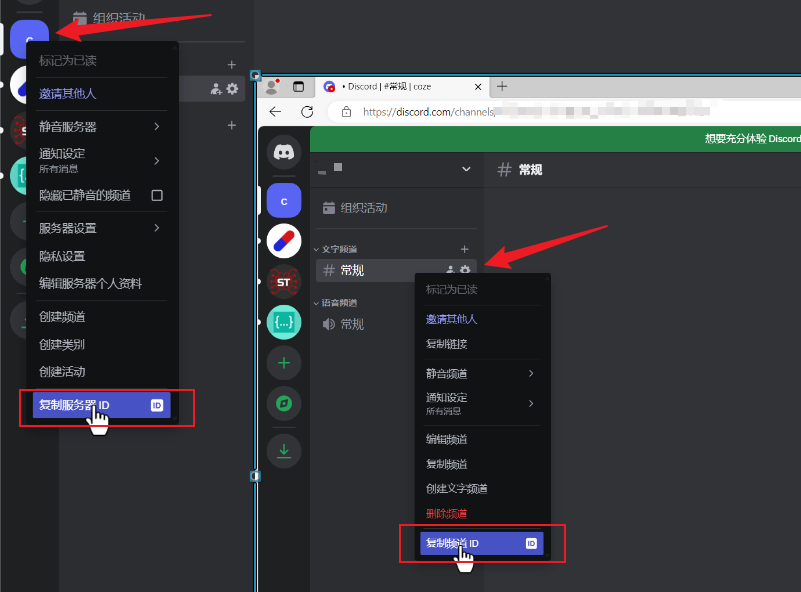 组织活动
C
标记为已读
邀请其他人
静音服务器
通知设定
所有消息
隐藏已静音的频道
服务器设置
隐私设置
编辑服务器个人资料
创建频道
创建类别
创建活动
复制服务器 ID
ID
• Discord | #常规 | coze
https://discord.com/channels/
想要充分体验 Discord
C
ST
{...}
组织活动
文字频道
# 常规
语音频道
常规
# 常规
标记为已读
邀请其他人
复制链接
静音频道
通知设定
所有消息
编辑频道
复制频道
创建文字频道
删除频道
复制频道 ID
ID